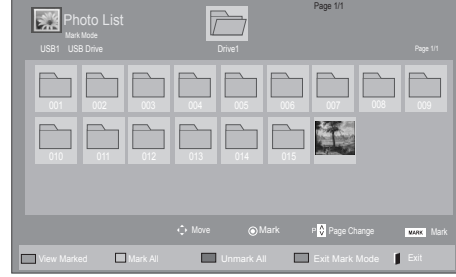 Page 1/1
Photo List
Mark Mode
USB1 USB Drive
Drive1
Page 1/1
001 002 003 004 005 006 007 008 009
010 011 012 013 014 015
Move Mark P Page Change MARK Mark
View Marked Mark All Unmark All Exit Mark Mode Exit